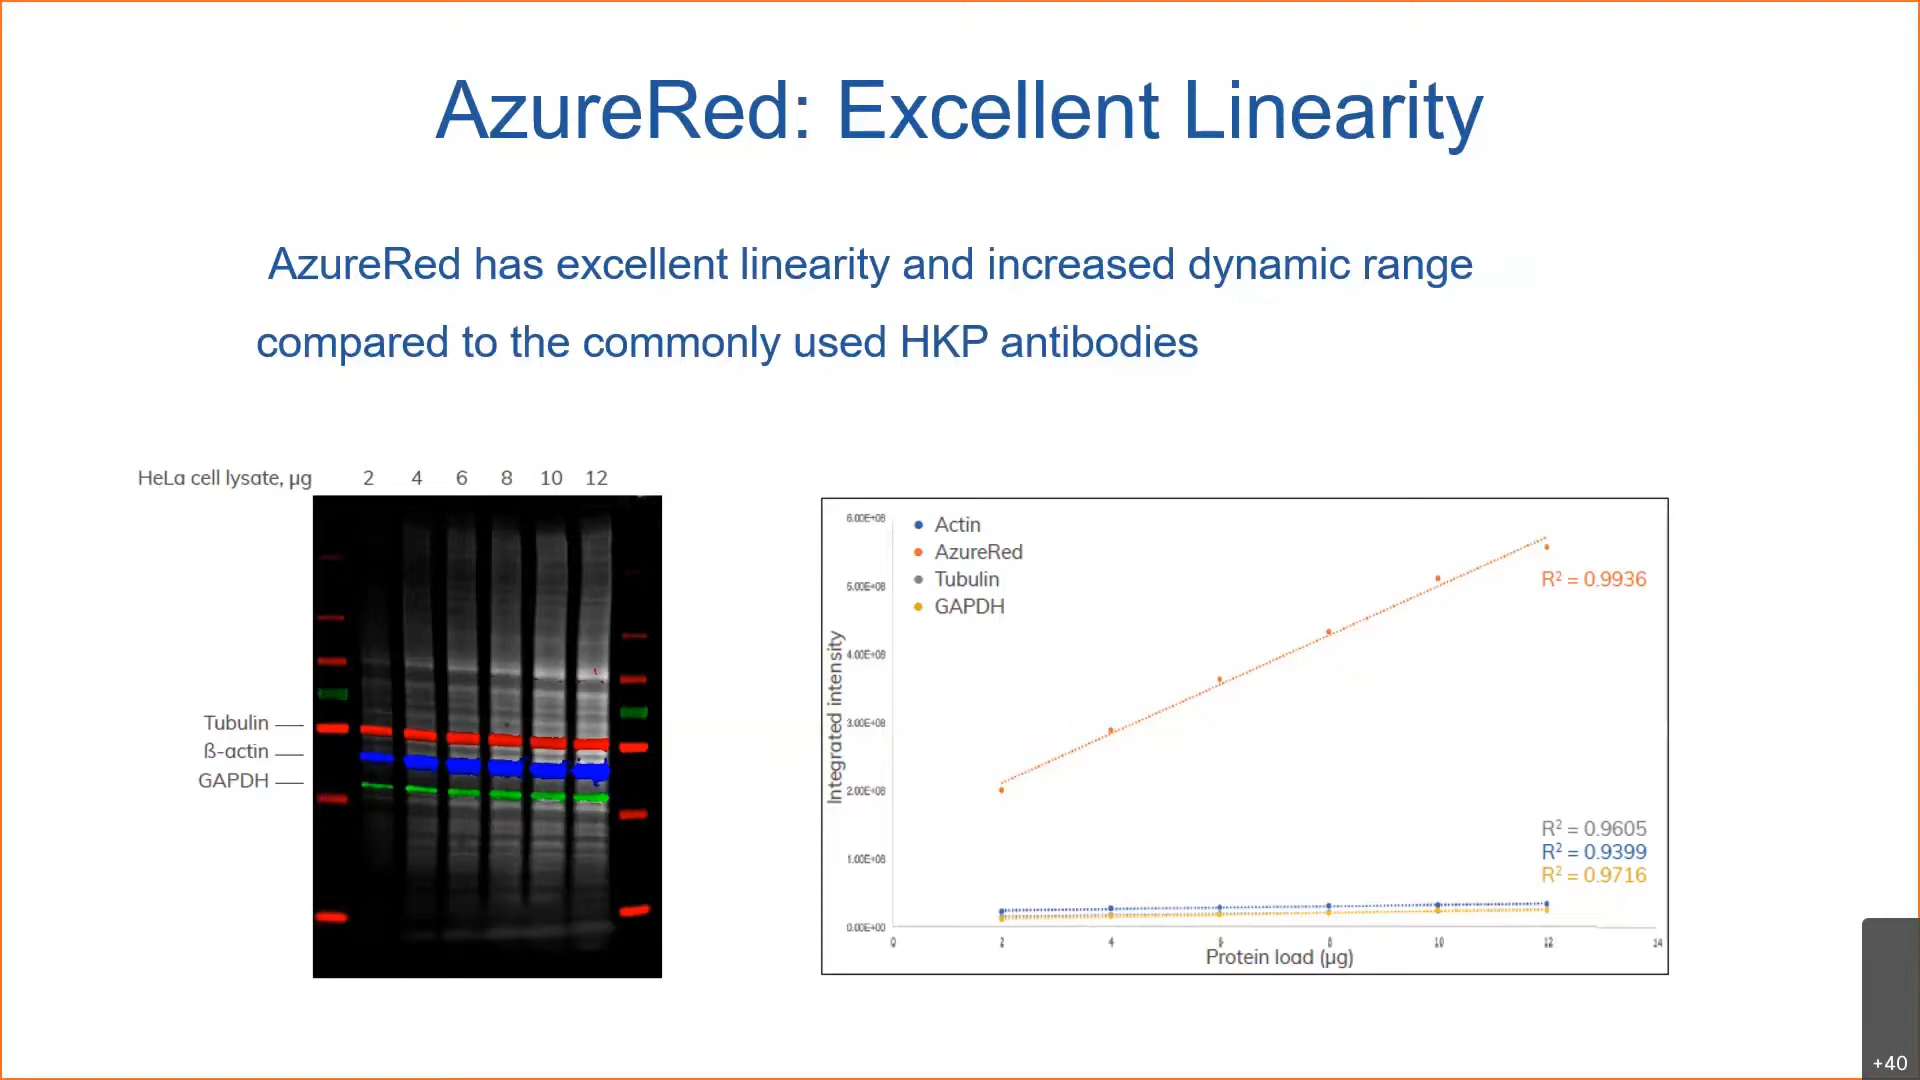 AzureRed: Excellent Linearity
AzureRed has excellent linearity and increased dynamic range
compared to the commonly used HKP antibodies
HeLa cell lysate, µg 2 4 6 8 10 12
Tubulin
ß-actin
GAPDH
Actin
AzureRed
Tubulin
GAPDH
Integrated intensity
6.00E+08
5.00E+08
4.00E+08
3.00E+08
2.00E+08
1.00E+08
0.00E+00
R² = 0.9936
R² = 0.9605
R² = 0.9399
R² = 0.9716
0 2 4 6 8 10 12 14
Protein load (µg)
+40